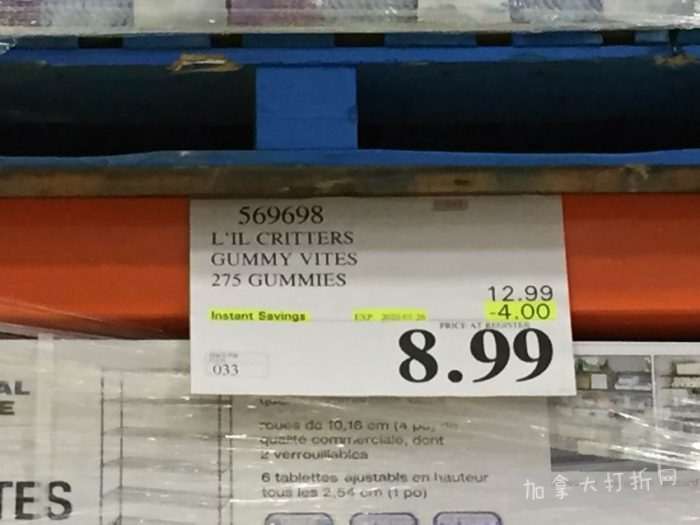 569698
L'IL CRITTERS
GUMMY VITES
275 GUMMIES
12.99
Instant Savings
-4.00
PRICE AT REGISTER
8.99
033
AL
E
TES
roues de 10,16 cm (4 po) de
qualité commerciale, dont
2 verrouillables
6 tablettes ajustables en hauteur
tous les 2,54 cm (1 po)
加拿大打折网